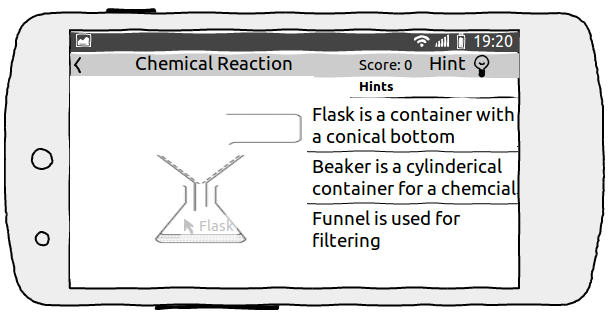 19:20
Chemical Reaction Score: 0 Hint
Hints
Flask is a container with
a conical bottom
Beaker is a cylinderical
container for a chemcial
Funnel is used for
filtering
Flask